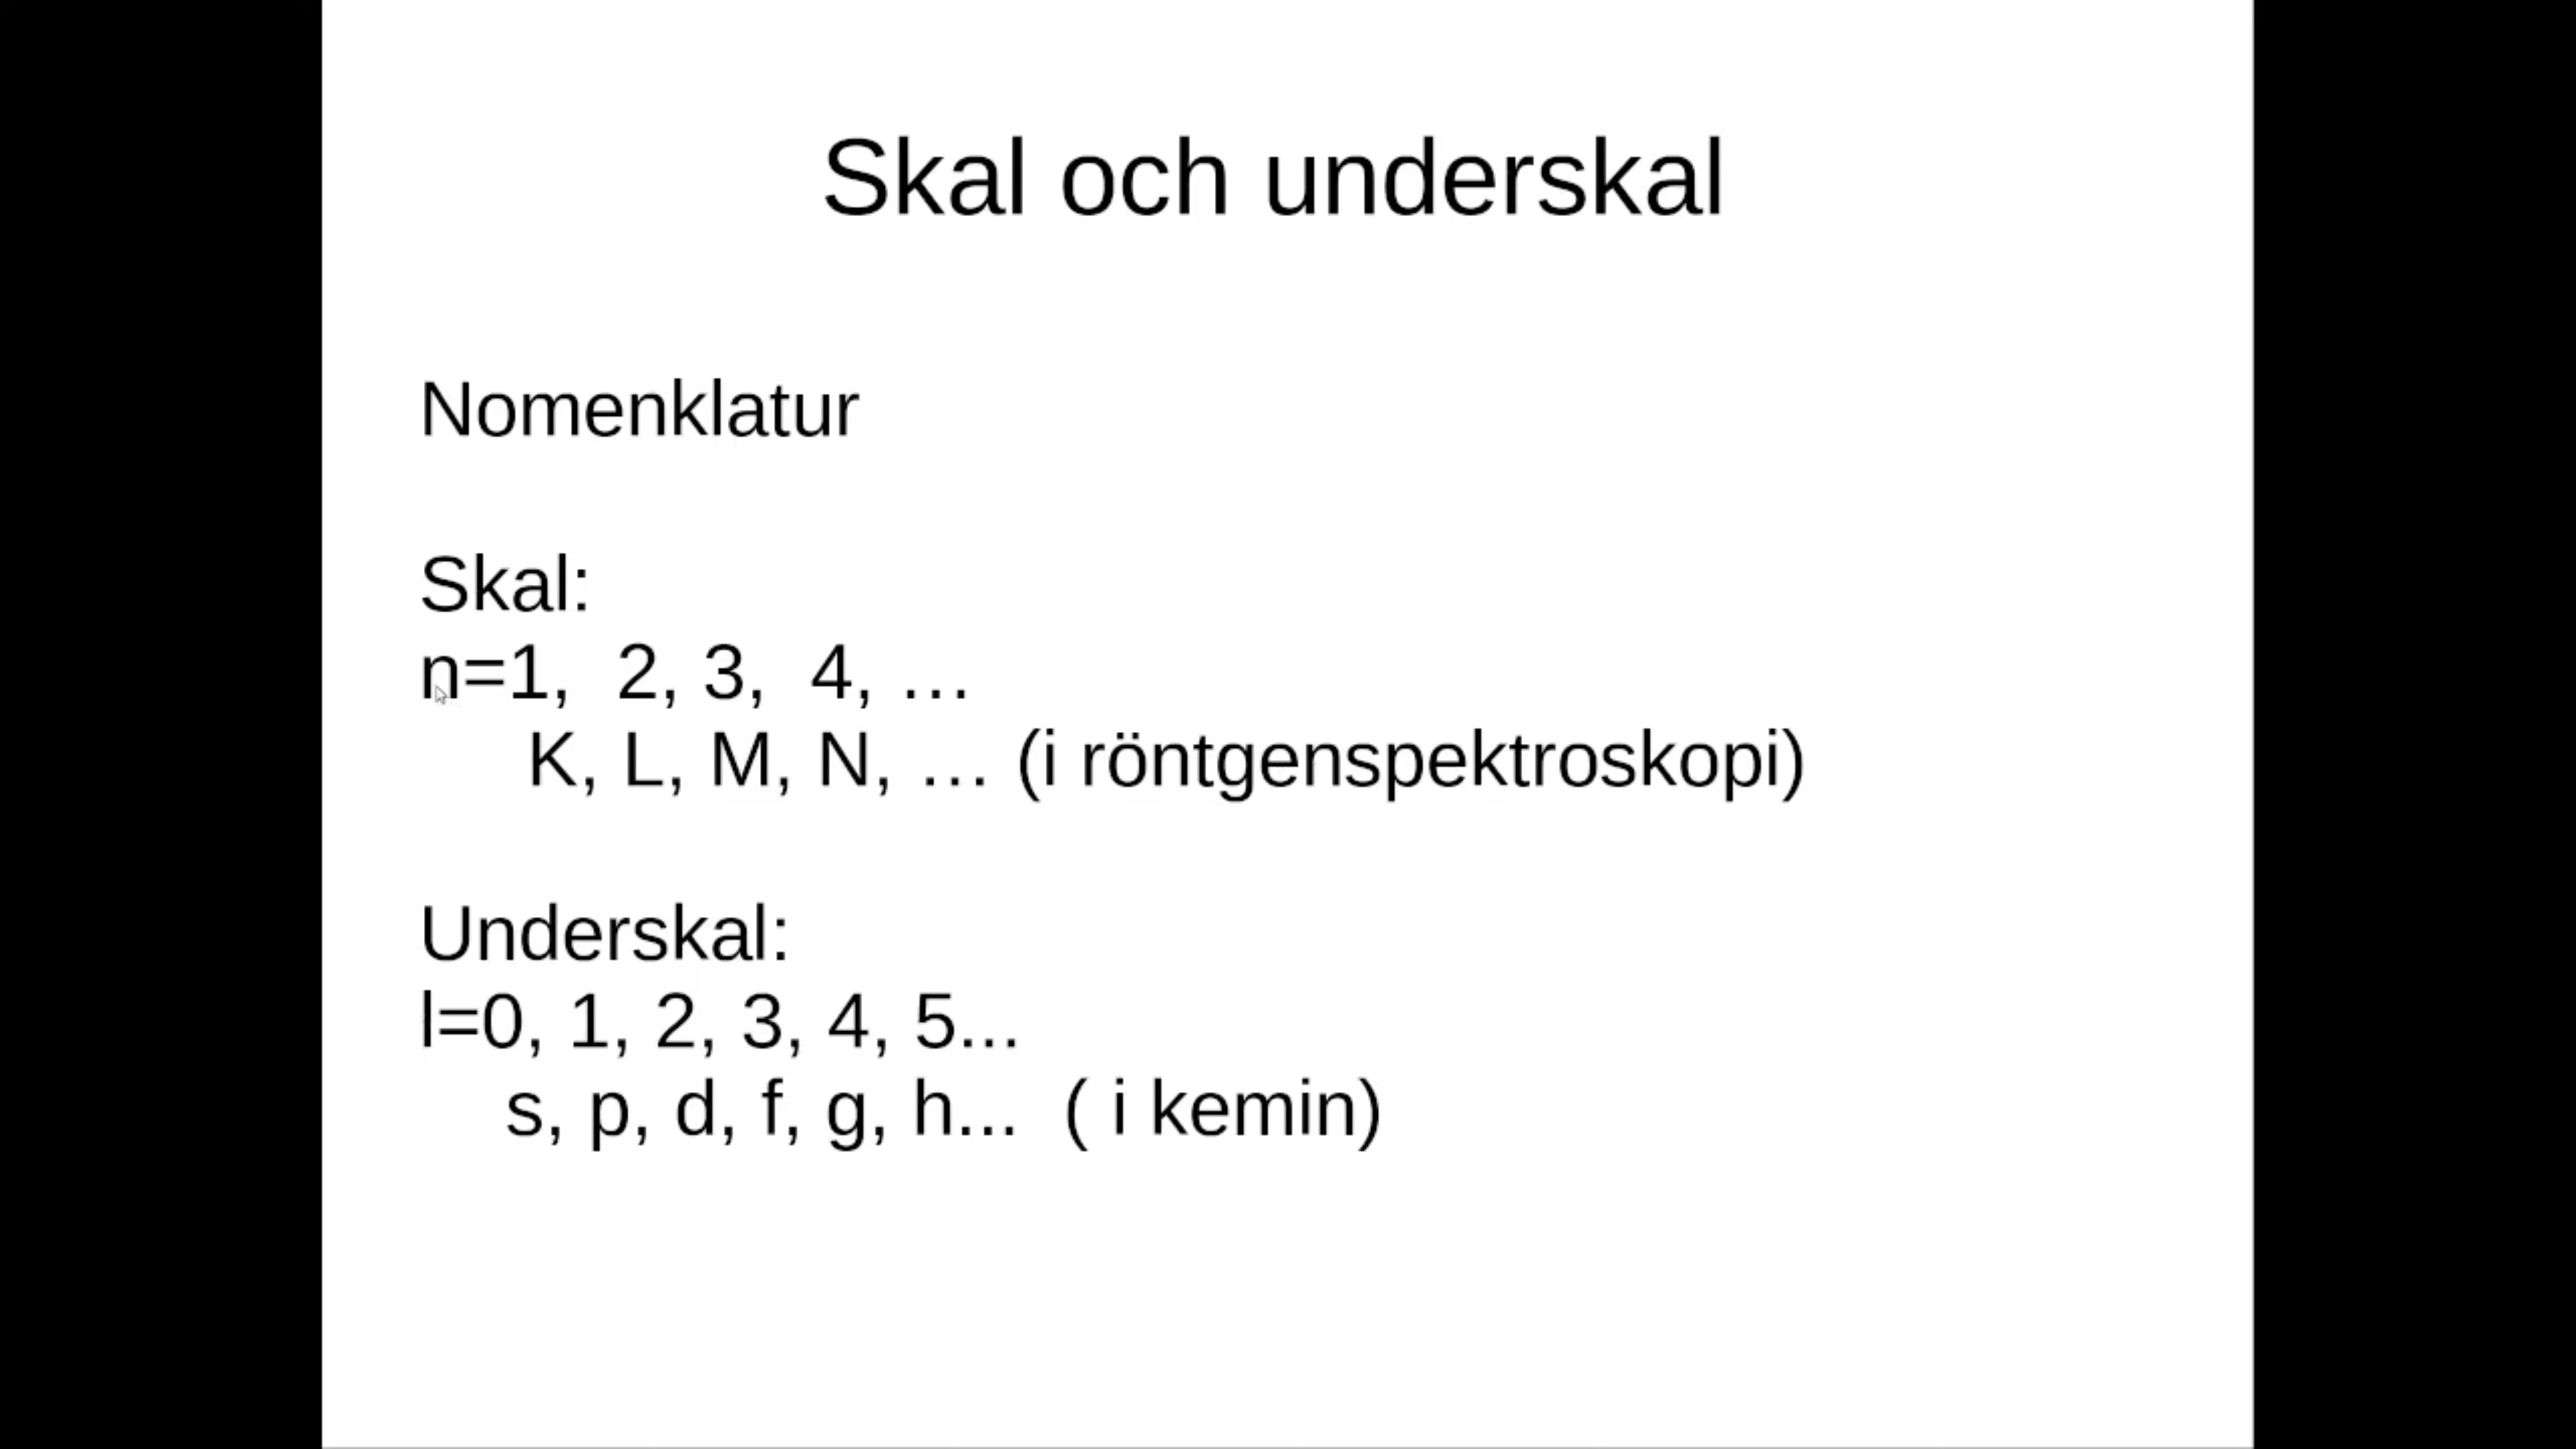 Skal och underskal
Nomenklatur
Skal:
n=1, 2, 3, 4, …
K, L, M, N, … (i röntgenspektroskopi)
Underskal:
l=0, 1, 2, 3, 4, 5...
s, p, d, f, g, h... ( i kemin)